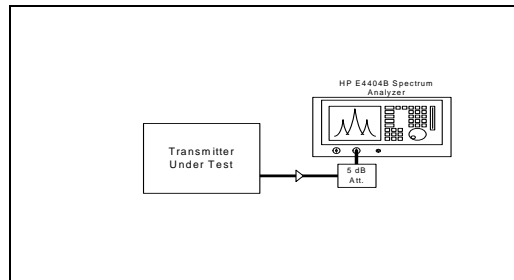 HP E4404B Spectrum
Analyzer
Transmitter
Under Test
5 dB
Att.